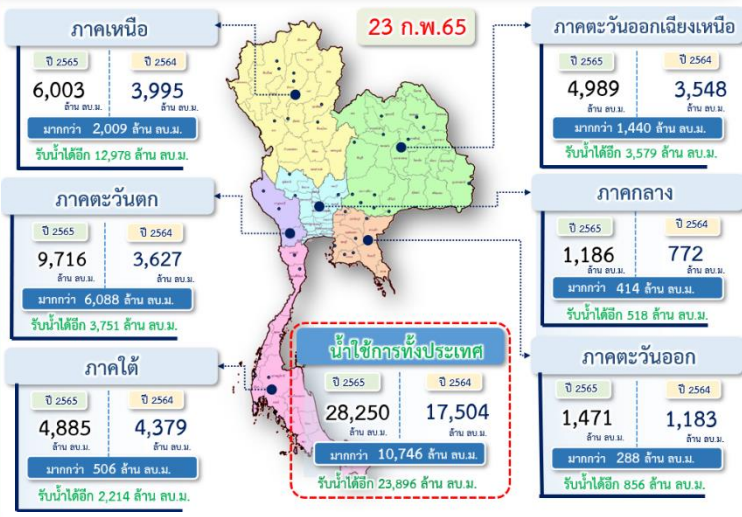 23 ก.พ.65
ภาคเหนือ
ปี 2565 ปี 2564
6,003 3,995
ล้าน ลบ.ม. ล้าน ลบ.ม.
มากกว่า 2,009 ล้าน ลบ.ม.
รับน้ำได้อีก 12,978 ล้าน ลบ.ม.
ภาคตะวันตก
ปี 2565 ปี 2564
9,716 3,627
ล้าน ลบ.ม. ล้าน ลบ.ม.
มากกว่า 6,088 ล้าน ลบ.ม.
รับน้ำได้อีก 3,751 ล้าน ลบ.ม.
ภาคใต้
ปี 2565 ปี 2564
4,885 4,379
ล้าน ลบ.ม. ล้าน ลบ.ม.
มากกว่า 506 ล้าน ลบ.ม.
รับน้ำได้อีก 2,214 ล้าน ลบ.ม.
น้ำใช้การทั้งประเทศ
ปี 2565 ปี 2564
28,250 17,504
ล้าน ลบ.ม. ล้าน ลบ.ม.
มากกว่า 10,746 ล้าน ลบ.ม.
รับน้ำได้อีก 23,896 ล้าน ลบ.ม.
ภาคตะวันออกเฉียงเหนือ
ปี 2565 ปี 2564
4,989 3,548
ล้าน ลบ.ม. ล้าน ลบ.ม.
มากกว่า 1,440 ล้าน ลบ.ม.
รับน้ำได้อีก 3,579 ล้าน ลบ.ม.
ภาคกลาง
ปี 2565 ปี 2564
1,186 772
ล้าน ลบ.ม. ล้าน ลบ.ม.
มากกว่า 414 ล้าน ลบ.ม.
รับน้ำได้อีก 518 ล้าน ลบ.ม.
ภาคตะวันออก
ปี 2565 ปี 2564
1,471 1,183
ล้าน ลบ.ม. ล้าน ลบ.ม.
มากกว่า 288 ล้าน ลบ.ม.
รับน้ำได้อีก 856 ล้าน ลบ.ม.